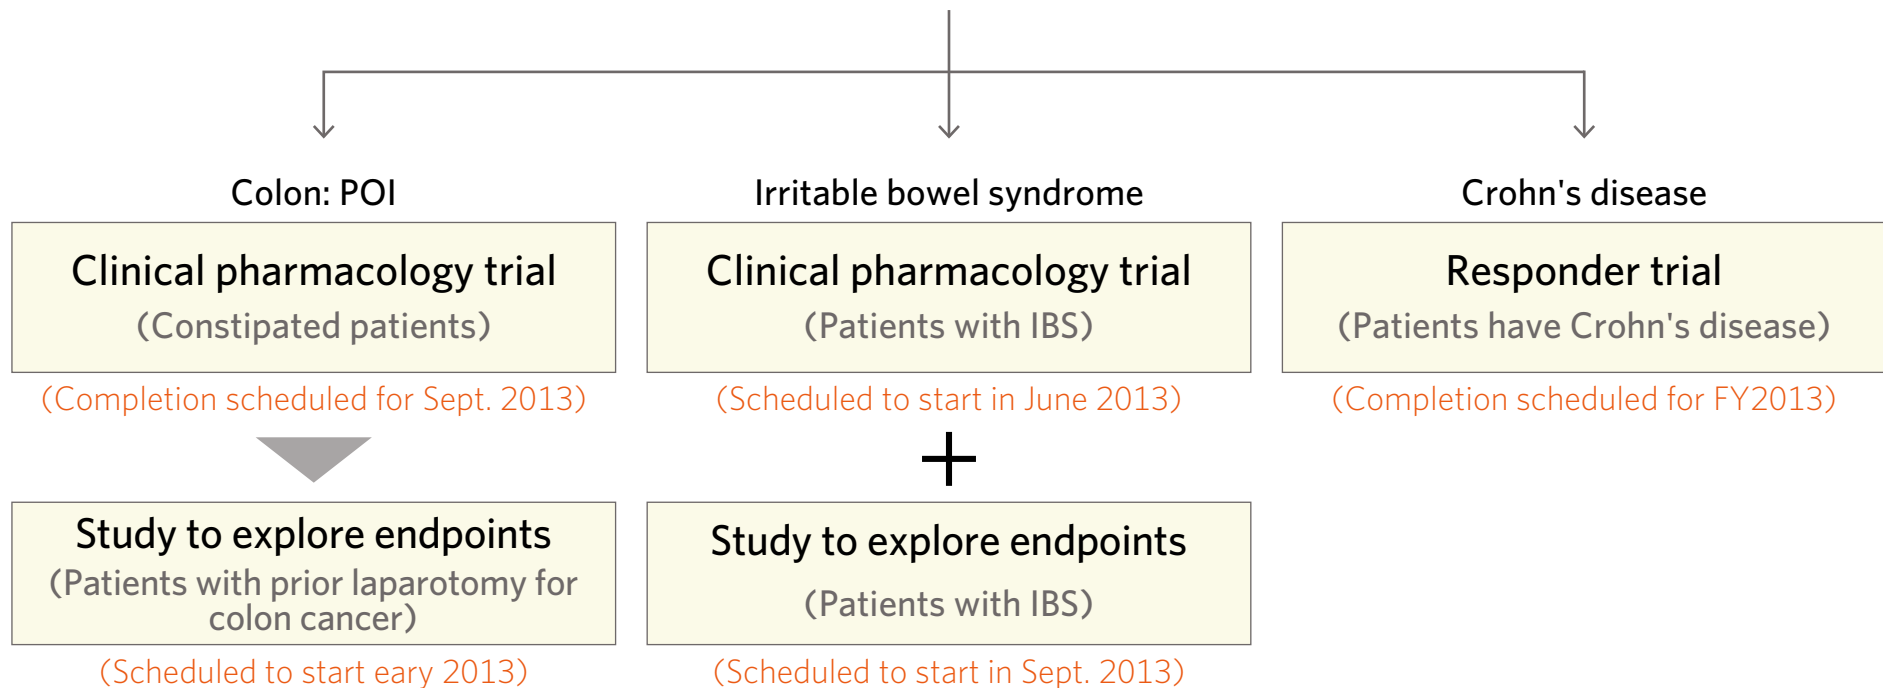 Colon: POI
Clinical pharmacology trial
(Constipated patients)
(Completion scheduled for Sept. 2013)
Study to explore endpoints
(Patients with prior laparotomy for
colon cancer)
(Scheduled to start eary 2013)
Irritable bowel syndrome
Clinical pharmacology trial
(Patients with IBS)
(Scheduled to start in June 2013)
+
Study to explore endpoints
(Patients with IBS)
(Scheduled to start in Sept. 2013)
Crohn's disease
Responder trial
(Patients have Crohn's disease)
(Completion scheduled for FY2013)